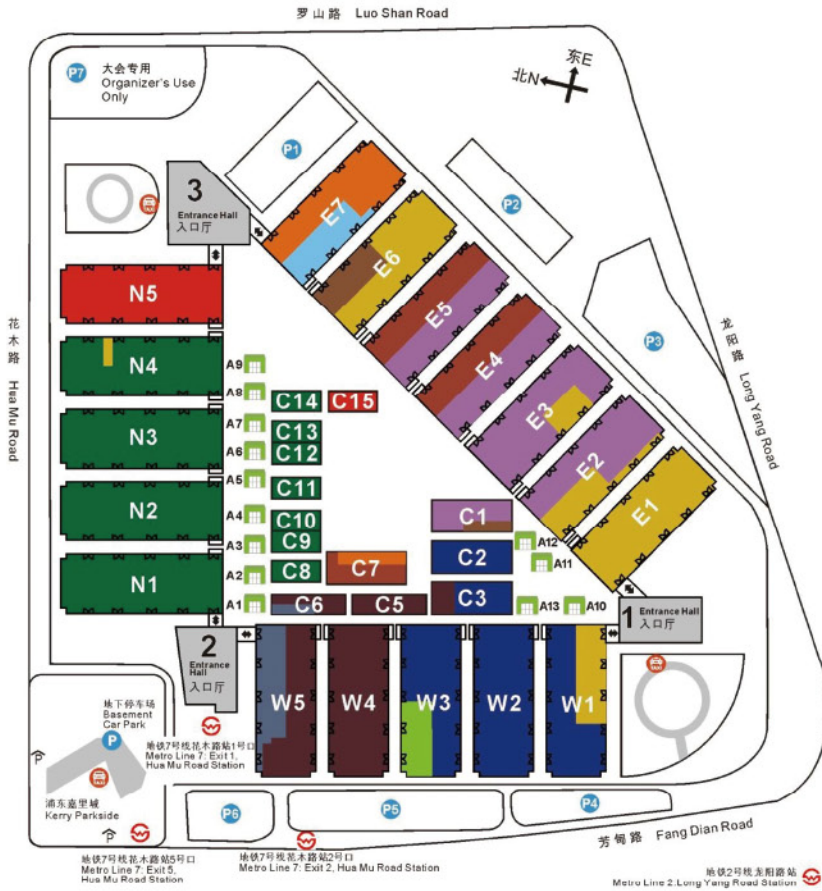 罗山路 Luo Shan Road
P7
大会专用
Organizer's Use
Only
东E
北N
P1
P2
P3
3
Entrance Hall
入口厅
TAXI
E7
E6
E5
E4
E3
E2
E1
N5
N4
N3
N2
N1
花木路 Hua Mu Road
龙阳路 Long Yang Road
A9
A8
A7
A6
A5
A4
A3
A2
A1
C14
C15
C13
C12
C11
C10
C9
C8
C7
C6
C5
C1
C2
C3
A12
A11
A13
A10
1
Entrance Hall
入口厅
2
Entrance
Hall
入口厅
W5
W4
W3
W2
W1
TAXI
地下停车场
Basement
Car Park
P
TAXI
浦东嘉里城
Kerry Parkside
地铁7号线花木路站1号口
Metro Line 7: Exit 1,
Hua Mu Road Station
P6
P5
P4
芳甸路 Fang Dian Road
地铁7号线花木路站5号口
Metro Line 7: Exit 5,
Hua Mu Road Station
地铁7号线花木路站2号口
Metro Line 7: Exit 2, Hua Mu Road Station
地铁2号线龙阳路站
Metro Line 2,Long Yang Road Station